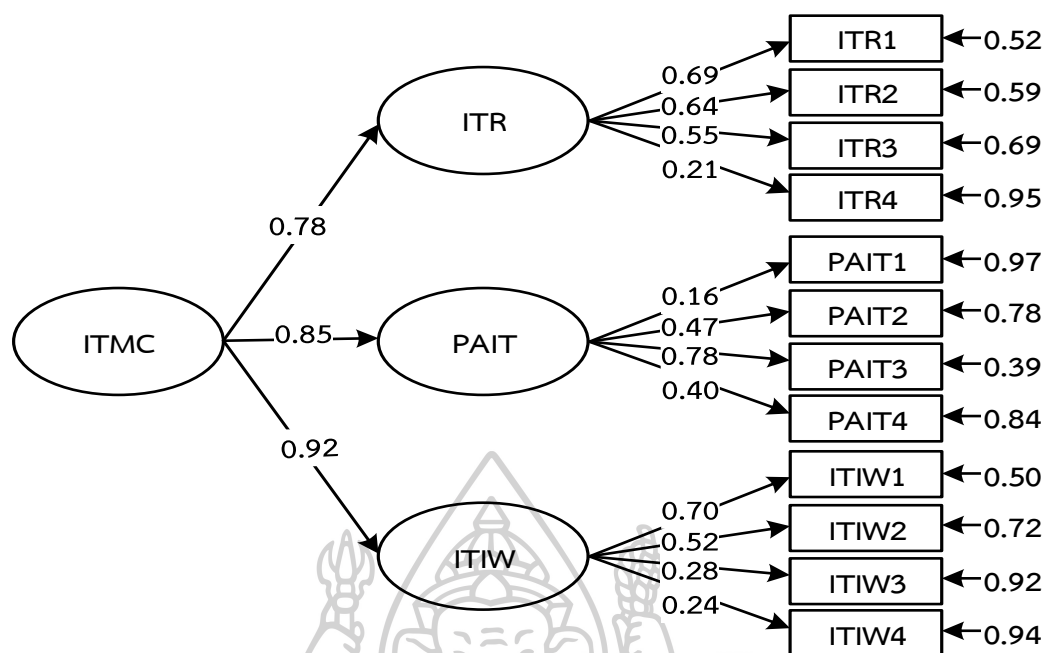 ITR1 0.52
0.69
ITR2 0.59
ITR 0.64
0.55 ITR3 0.69
0.21
ITR4 0.95
0.78
PAIT1 0.97
0.16
PAIT2 0.78
ITMC 0.85 PAIT 0.47
0.78 PAIT3 0.39
0.40
PAIT4 0.84
0.92
ITIW1 0.50
0.70
ITIW2 0.72
ITIW 0.52
0.28 ITIW3 0.92
0.24
ITIW4 0.94